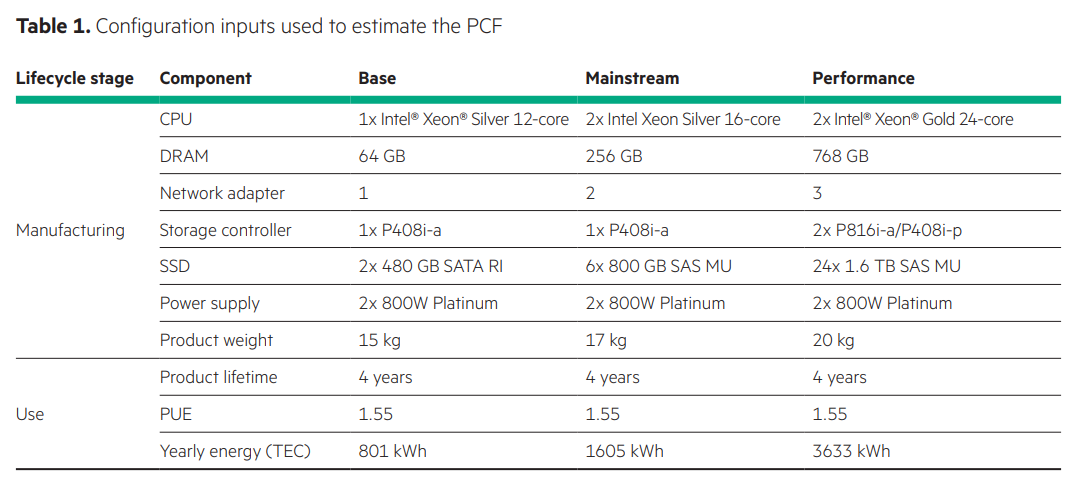 Table 1. Configuration inputs used to estimate the PCF
Lifecycle stage Component Base Mainstream Performance
CPU 1x Intel® Xeon® Silver 12-core 2x Intel Xeon Silver 16-core 2x Intel® Xeon® Gold 24-core
DRAM 64 GB 256 GB 768 GB
Network adapter 1 2 3
Manufacturing Storage controller 1x P408i-a 1x P408i-a 2x P816i-a/P408i-p
SSD 2x 480 GB SATA RI 6x 800 GB SAS MU 24x 1.6 TB SAS MU
Power supply 2x 800W Platinum 2x 800W Platinum 2x 800W Platinum
Product weight 15 kg 17 kg 20 kg
Product lifetime 4 years 4 years 4 years
Use PUE 1.55 1.55 1.55
Yearly energy (TEC) 801 kWh 1605 kWh 3633 kWh